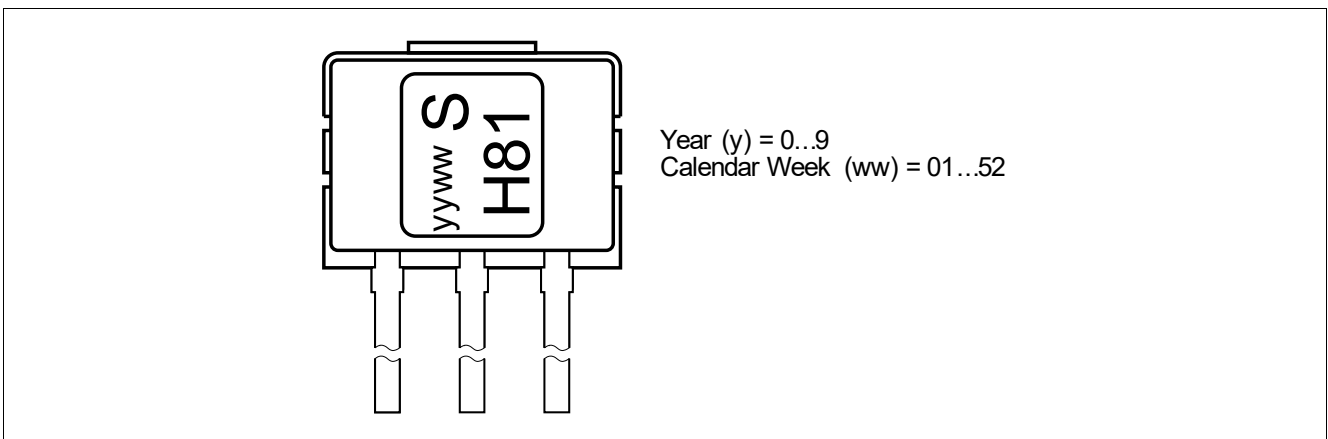 yyww S
H81
Year (y) = 0...9
Calendar Week (ww) = 01...52